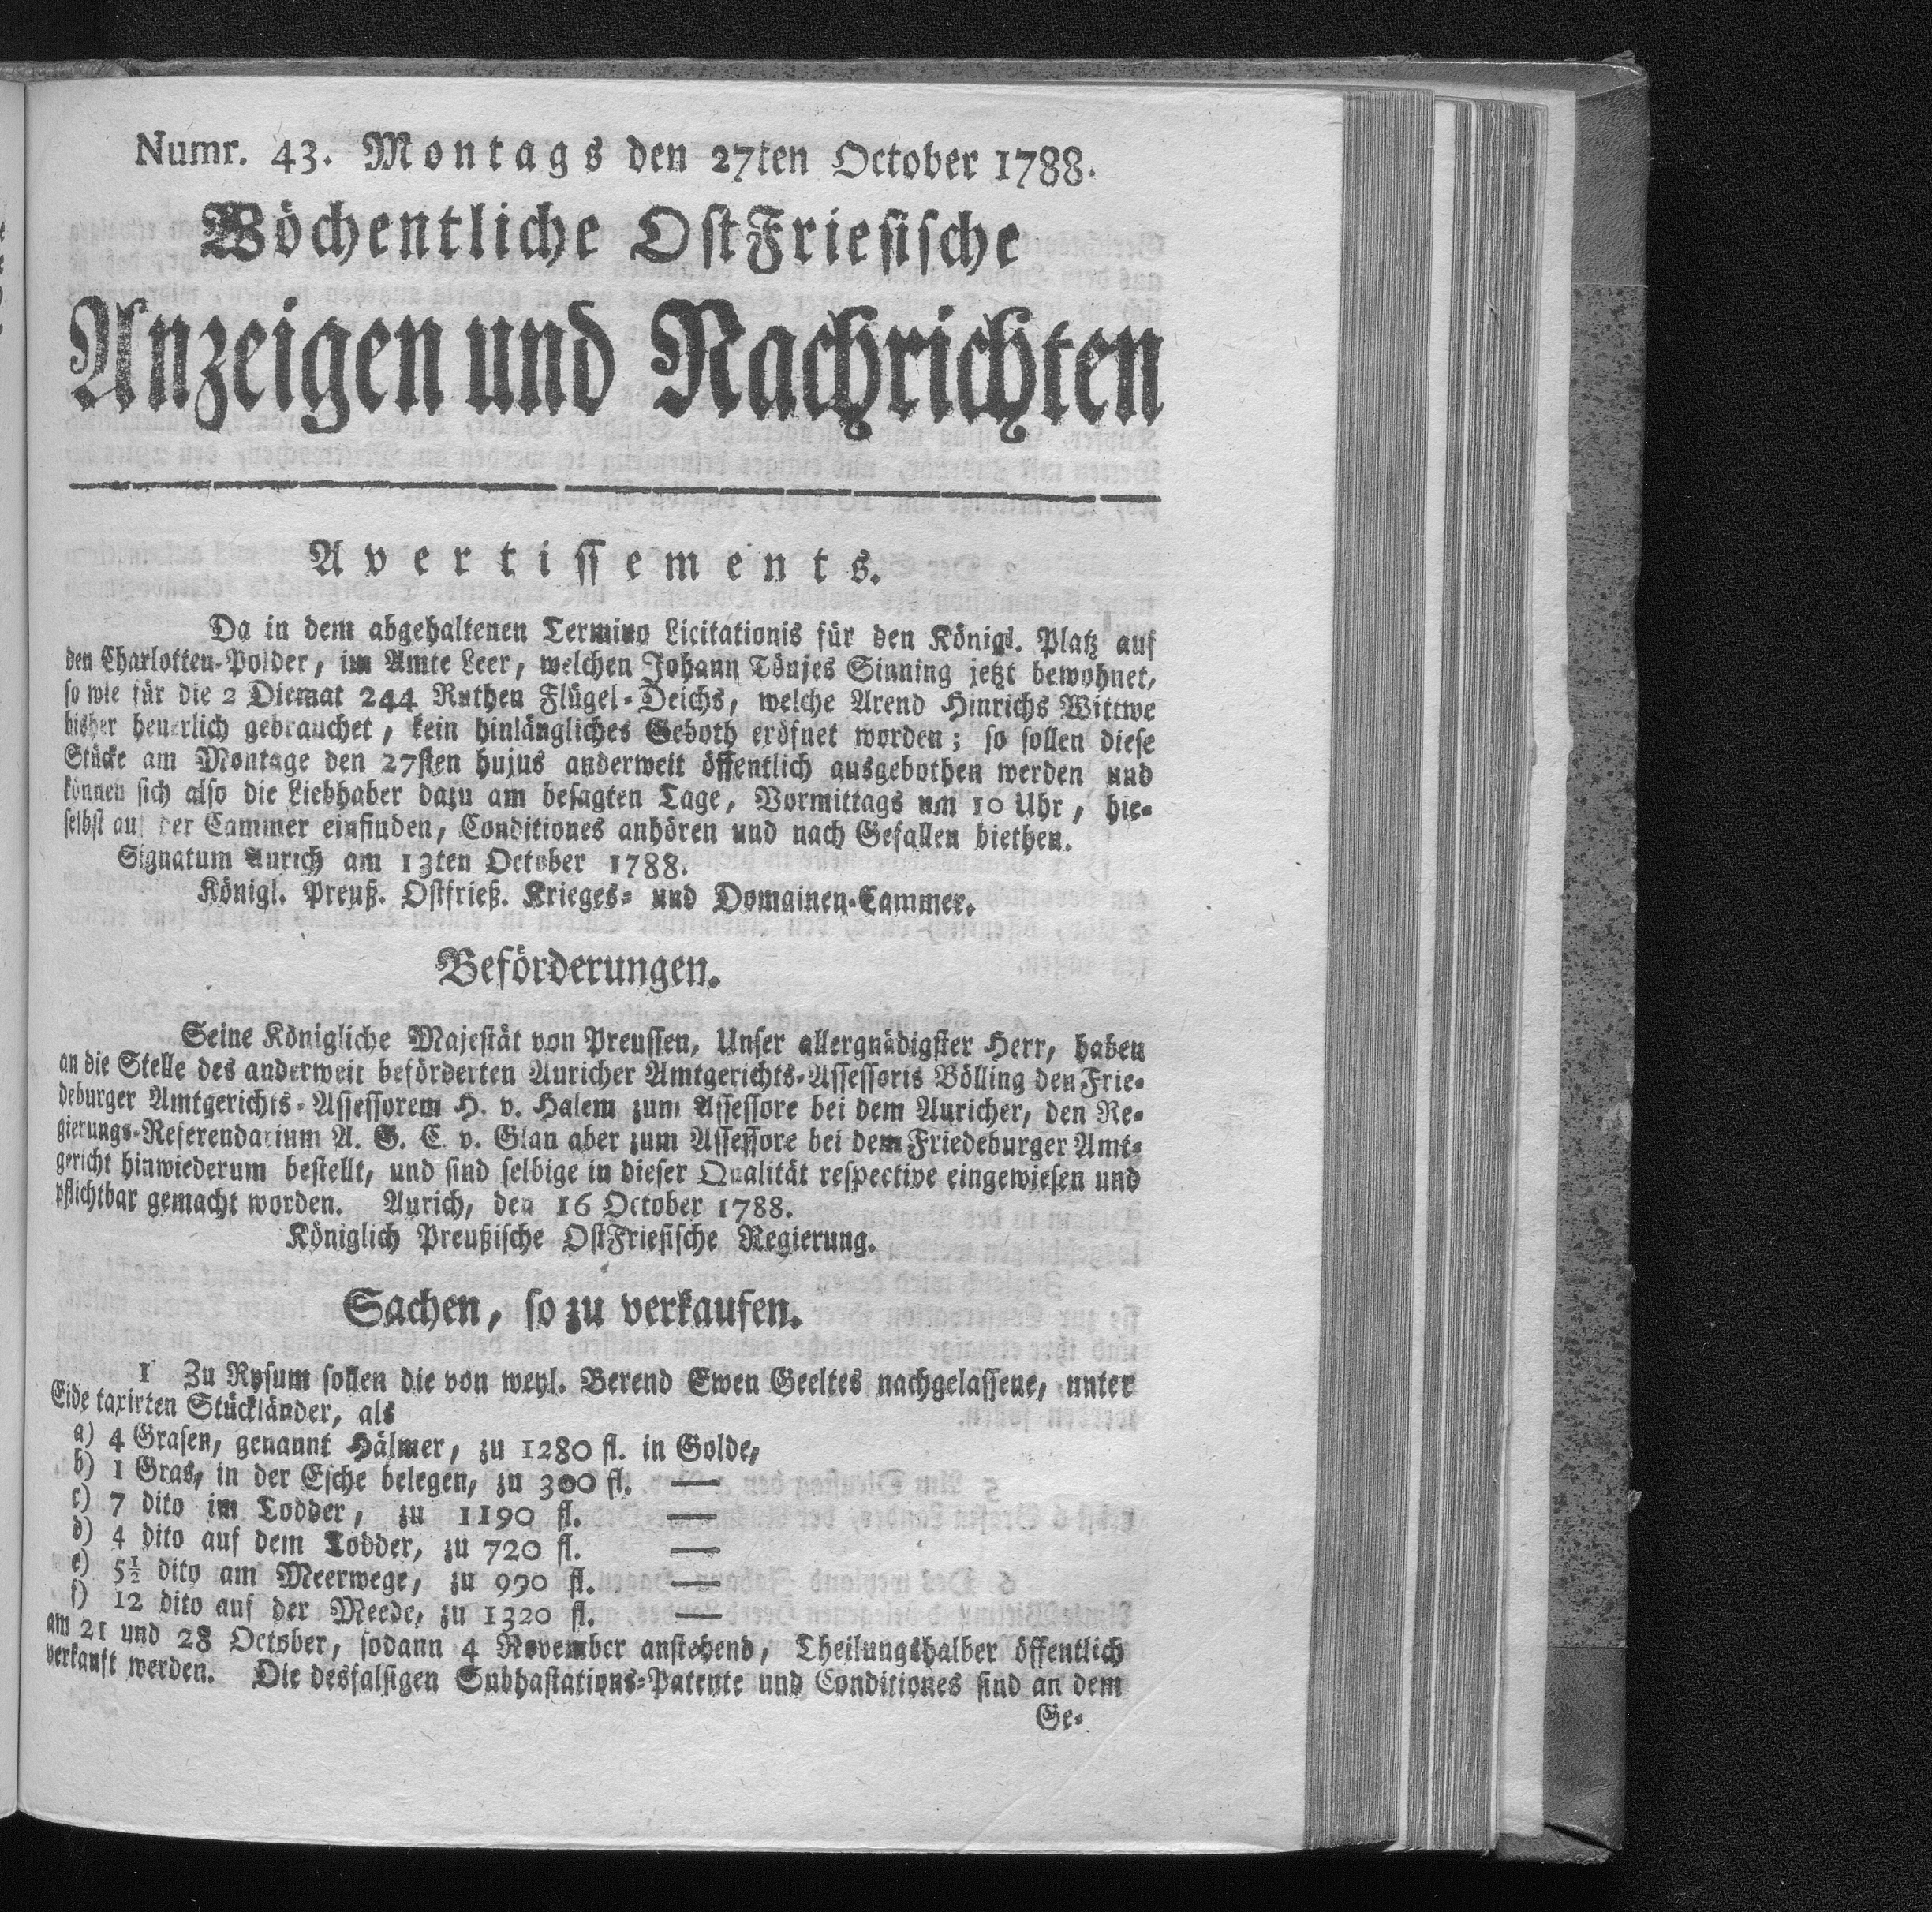 Numr. 43. Montags den 27ten October 1788.
Wöchentliche OstFriesische
Anzeigen und Nachrichten
Avertissements.
Da in dem abgehaltenen Termino Licitationis für den Königl. Platz auf
den Charlotten-Polder, im Amte Leer, welchen Johann Tönjes Sinning jetzt bewohnet,
so wie für die 2 Diemat 244 Ruthen Flügel-Deichs, welche Arend Hinrichs Wittwe
bisher heuerlich gebrauchet, kein hinlängliches Geboth eröfnet worden; so sollen diese
Stücke am Montage den 27sten hujus anderweit öffentlich ausgebothen werden und
können sich also die Liebhaber dazu am besagten Tage, Vormittags um 10 Uhr, hie-
selbst auf der Cammer einfinden, Conditiones anhören und nach Gefallen biethen.
Signatum Aurich am 13ten October 1788.
Königl. Preuß. Ostfrieß. Krieges- und Domainen-Cammer.
Beförderungen.
Seine Königliche Majestät von Preussen, Unser allergnädigster Herr, haben
an die Stelle des anderweit beförderten Auricher Amtgerichts-Assessoris Bölling den Frie-
deburger Amtgerichts-Assessorem H. v. Halem zum Assessore bei dem Auricher, den Re-
gierungs-Referendarium A. G. C. v. Glan aber zum Assessore bei dem Friedeburger Amt-
gericht hinwiederum bestellt, und sind selbige in dieser Qualität respective eingewiesen und
pflichtbar gemacht worden. Aurich, den 16 October 1788.
Königlich Preußische OstFriesische Regierung.
Sachen, so zu verkaufen.
1 Zu Rysum sollen die von weyl. Berend Ewen Geeltes nachgelassene, unter
Eide taxirten Stückländer, als
a) 4 Grasen, genannt Hälmer, zu 1280 fl. in Golde,
b) 1 Gras, in der Esche belegen, zu 300 fl. —
c) 7 dito im Todder, zu 1190 fl. —
d) 4 dito auf dem Todder, zu 720 fl. —
e) 5½ dito am Meerwege, zu 990 fl. —
f) 12 dito auf der Meede, zu 1320 fl. —
am 21 und 28 October, sodann 4 November anstehend, Theilungshalber öffentlich
verkauft werden. Die desfalsigen Subhastations-Patente und Conditiones sind an dem
Ge-